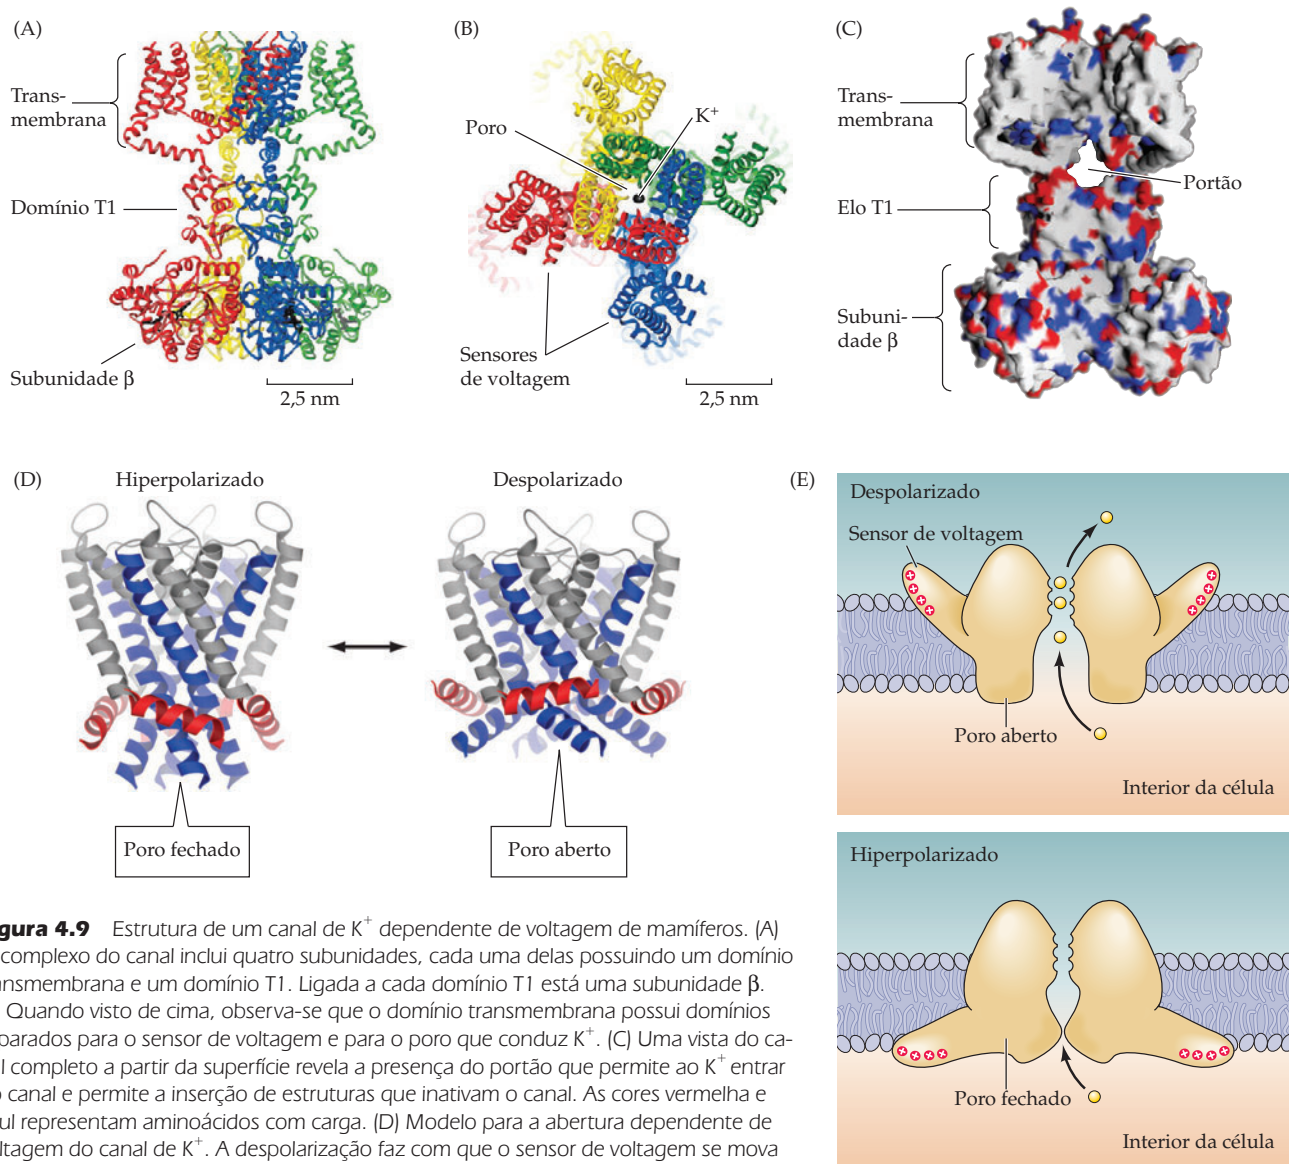 (A)
Trans-
membrana
Domínio T1
Subunidade β
2,5 nm
(B)
Poro
K⁺
Sensores
de voltagem
2,5 nm
(C)
Trans-
membrana
Portão
Elo T1
Subuni-
dade β
(D)
Hiperpolarizado
Despolarizado
Poro fechado
Poro aberto
(E)
Despolarizado
Sensor de voltagem
Poro aberto
Interior da célula
Hiperpolarizado
Poro fechado
Interior da célula
gura 4.9 Estrutura de um canal de K⁺ dependente de voltagem de mamíferos. (A)
complexo do canal inclui quatro subunidades, cada uma delas possuindo um domínio
ansmembrana e um domínio T1. Ligada a cada domínio T1 está uma subunidade β.
Quando visto de cima, observa-se que o domínio transmembrana possui domínios
parados para o sensor de voltagem e para o poro que conduz K⁺. (C) Uma vista do ca-
l completo a partir da superfície revela a presença do portão que permite ao K⁺ entrar
o canal e permite a inserção de estruturas que inativam o canal. As cores vermelha e
ul representam aminoácidos com carga. (D) Modelo para a abertura dependente de
ltagem do canal de K⁺. A despolarização faz com que o sensor de voltagem se mova